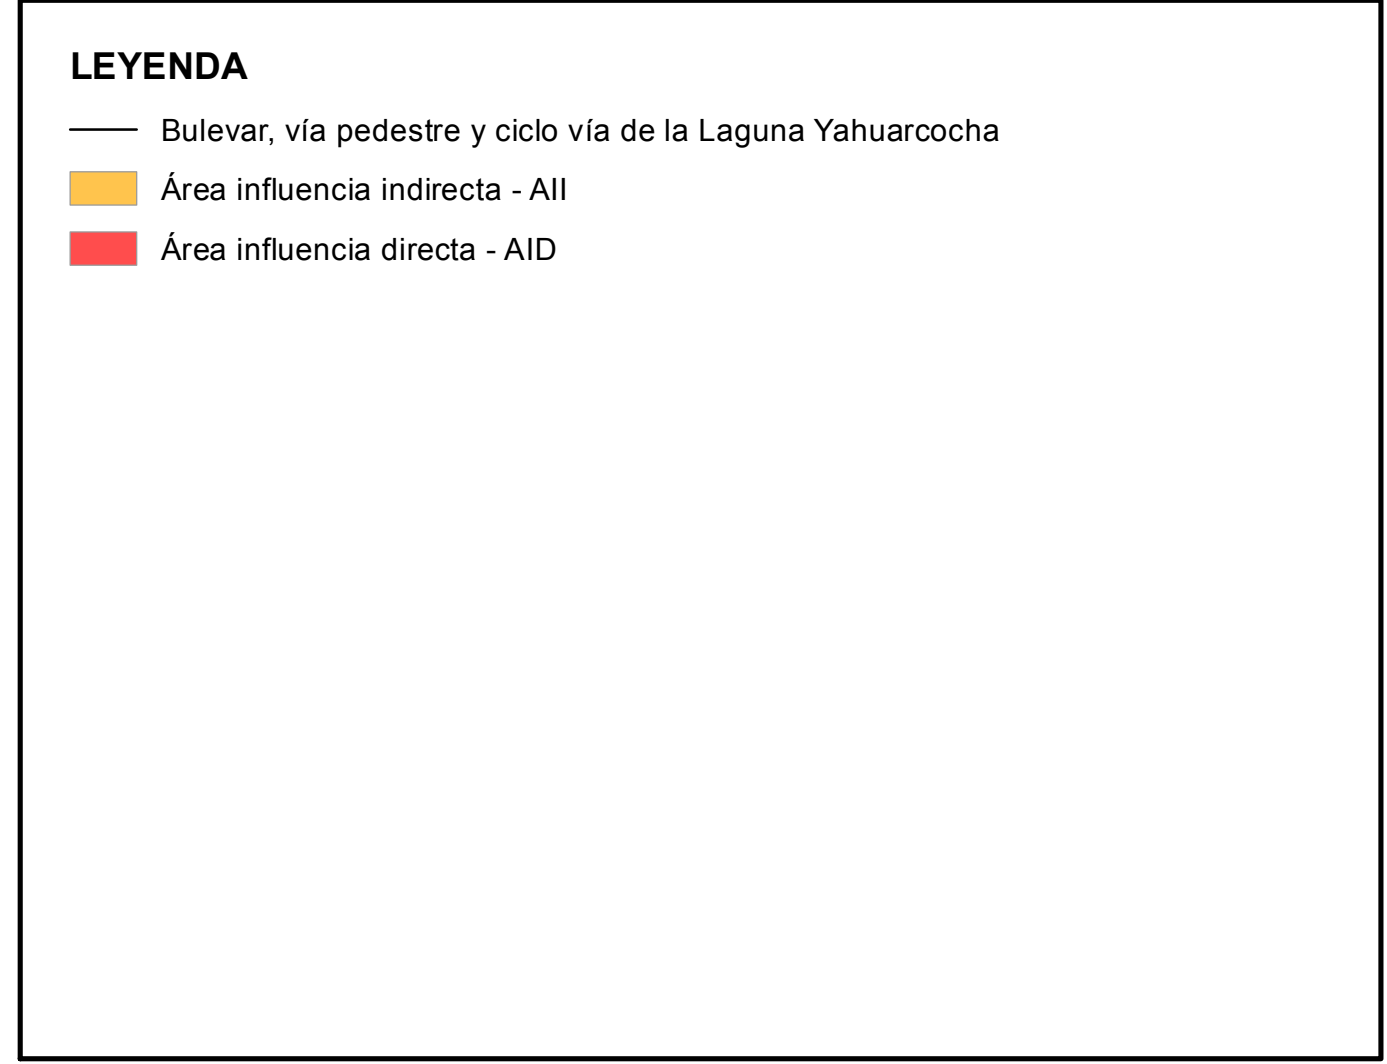 LEYENDA
Bulevar, vía pedestre y ciclo vía de la Laguna Yahuarcocha
Área influencia indirecta - AII
Área influencia directa - AID